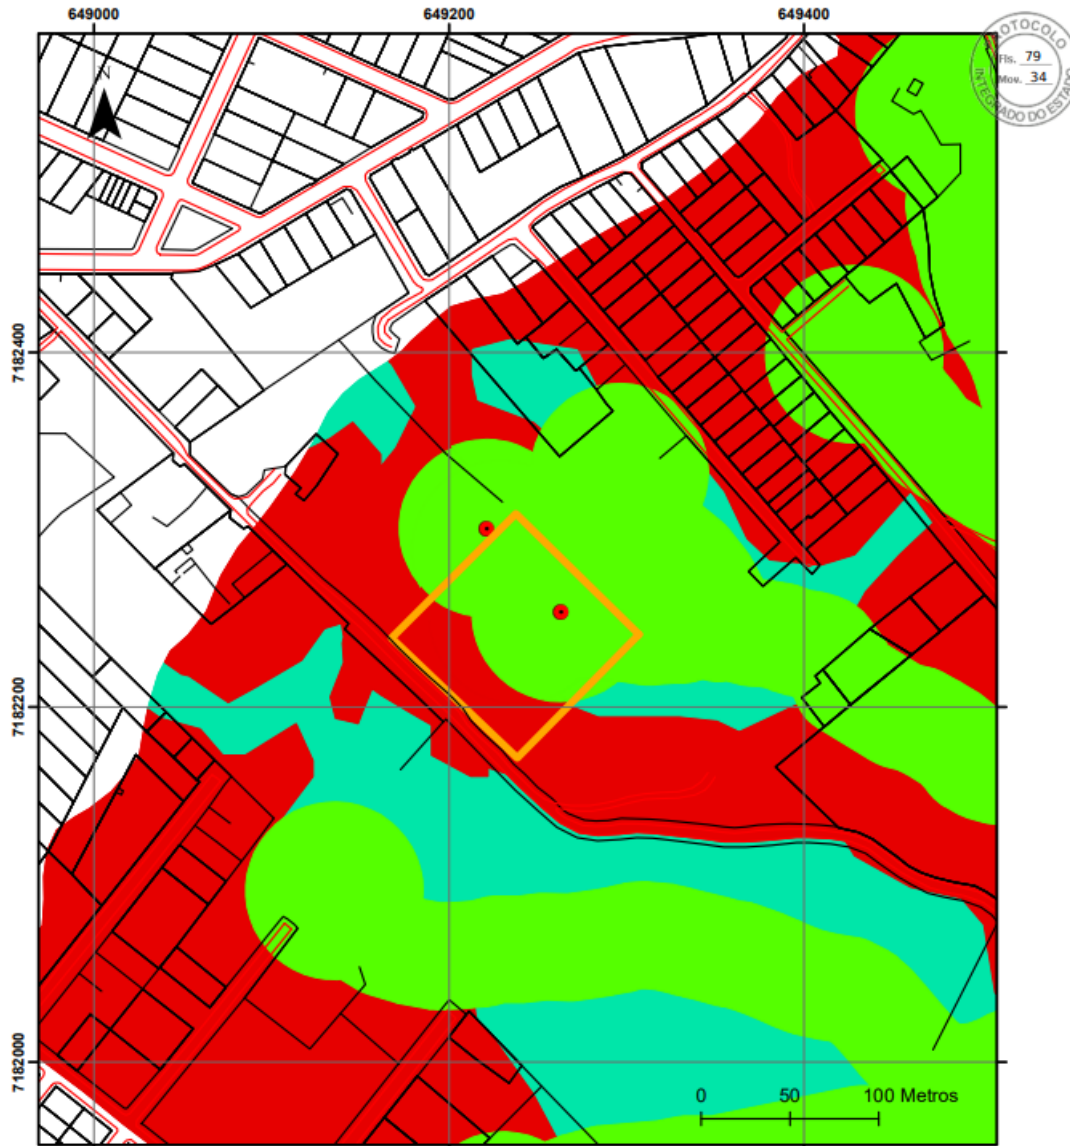 649000
649200
649400
PROTOCOLO
Fls. 79
Mov. 34
INTEGRADO DO ESTADO
N
7182400
7182200
7182000
0 50 100 Metros